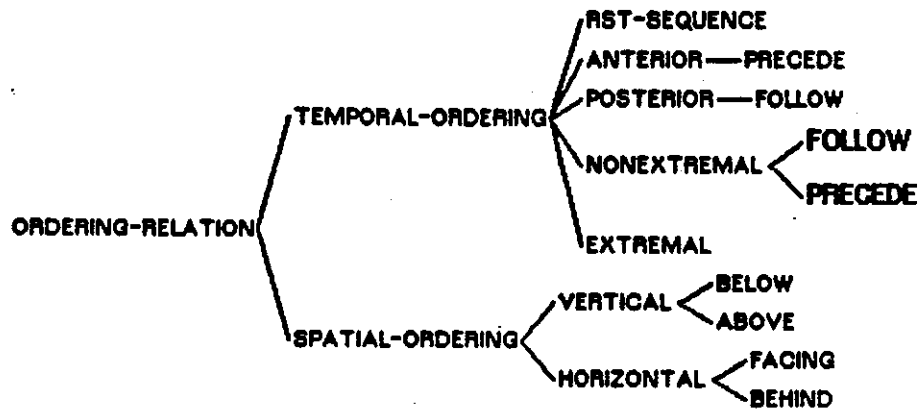 RST-SEQUENCE
ANTERIOR—PRECEDE
POSTERIOR—FOLLOW
TEMPORAL-ORDERING
FOLLOW
NONEXTREMAL
PRECEDE
ORDERING-RELATION
EXTREMAL
BELOW
VERTICAL
ABOVE
SPATIAL-ORDERING
FACING
HORIZONTAL
BEHIND